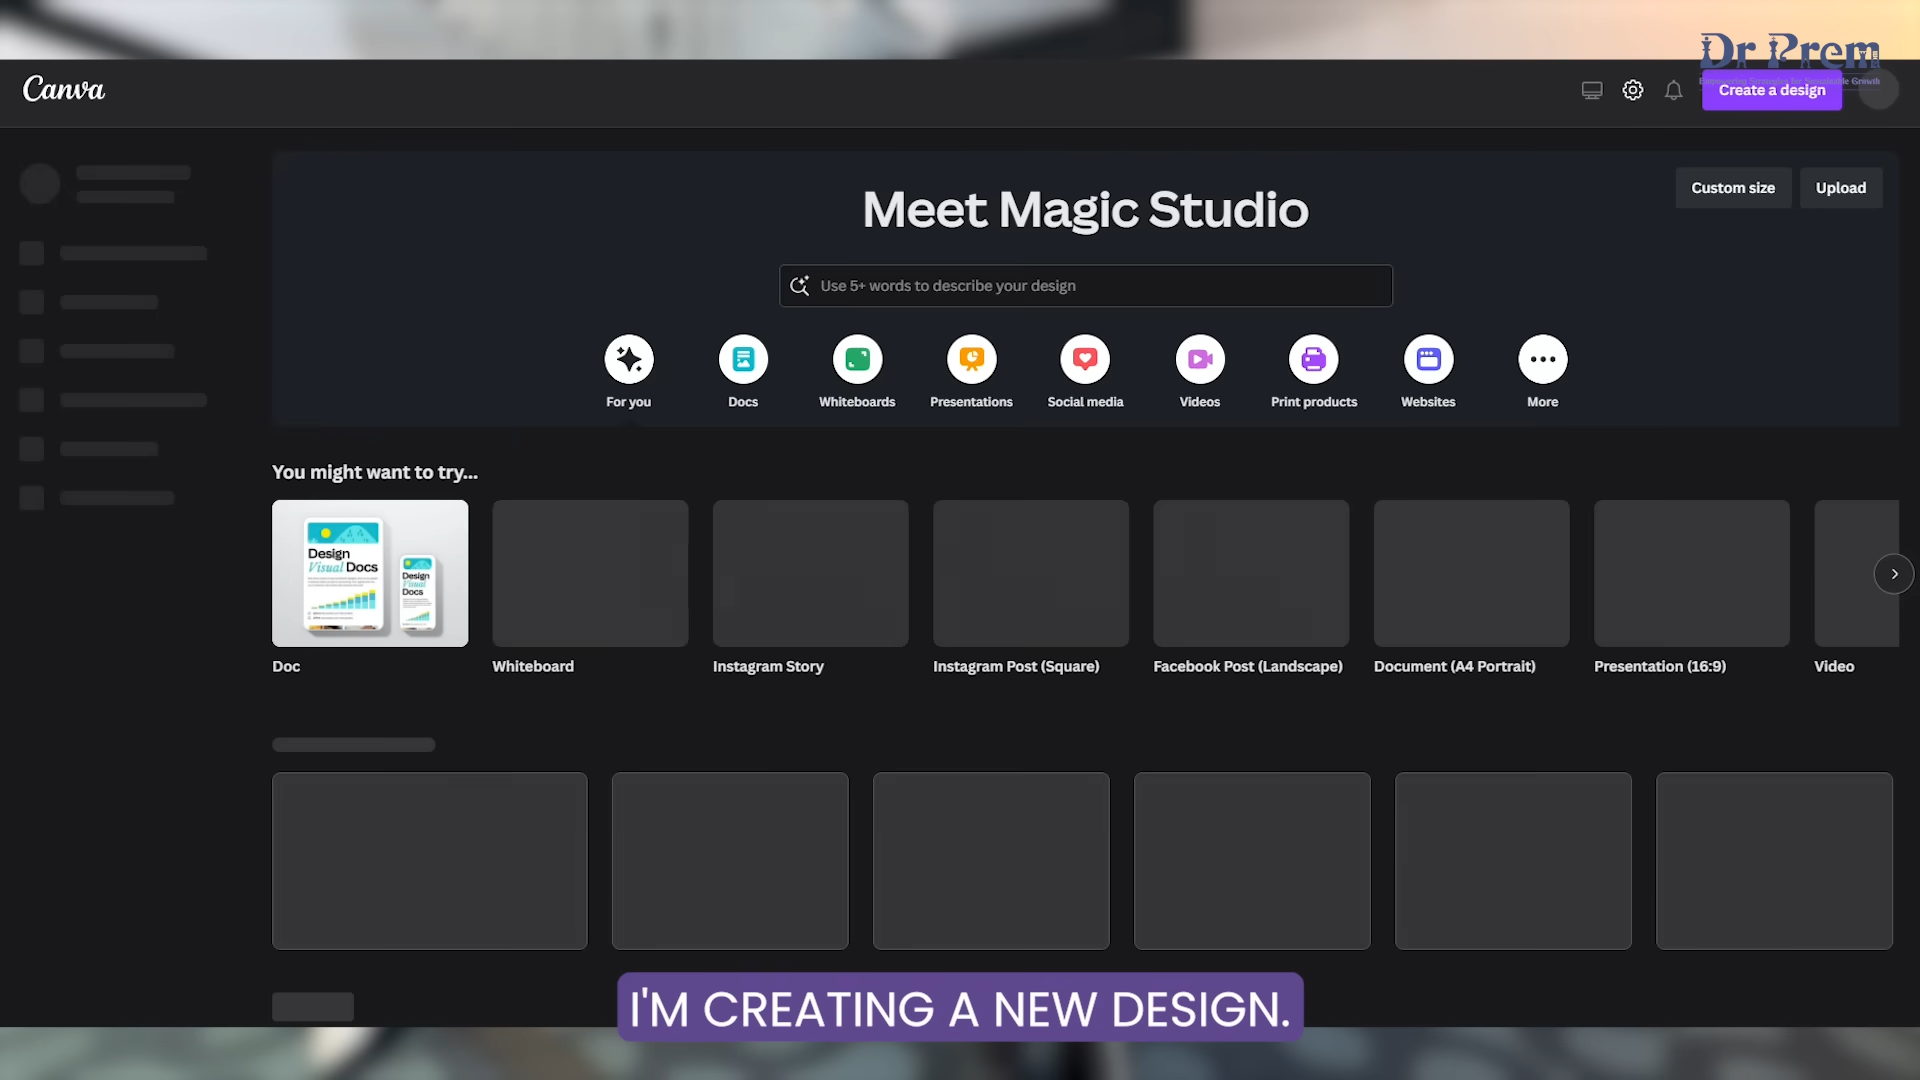 Dr Prem
Canva
Create a design
Custom size
Upload
Meet Magic Studio
Use 5+ words to describe your design
For you
Docs
Whiteboards
Presentations
Social media
Videos
Print products
Websites
More
You might want to try...
Design
Visual Docs
Design
Visual
Docs
Doc
Whiteboard
Instagram Story
Instagram Post (Square)
Facebook Post (Landscape)
Document (A4 Portrait)
Presentation (16:9)
Video
I'M CREATING A NEW DESIGN.